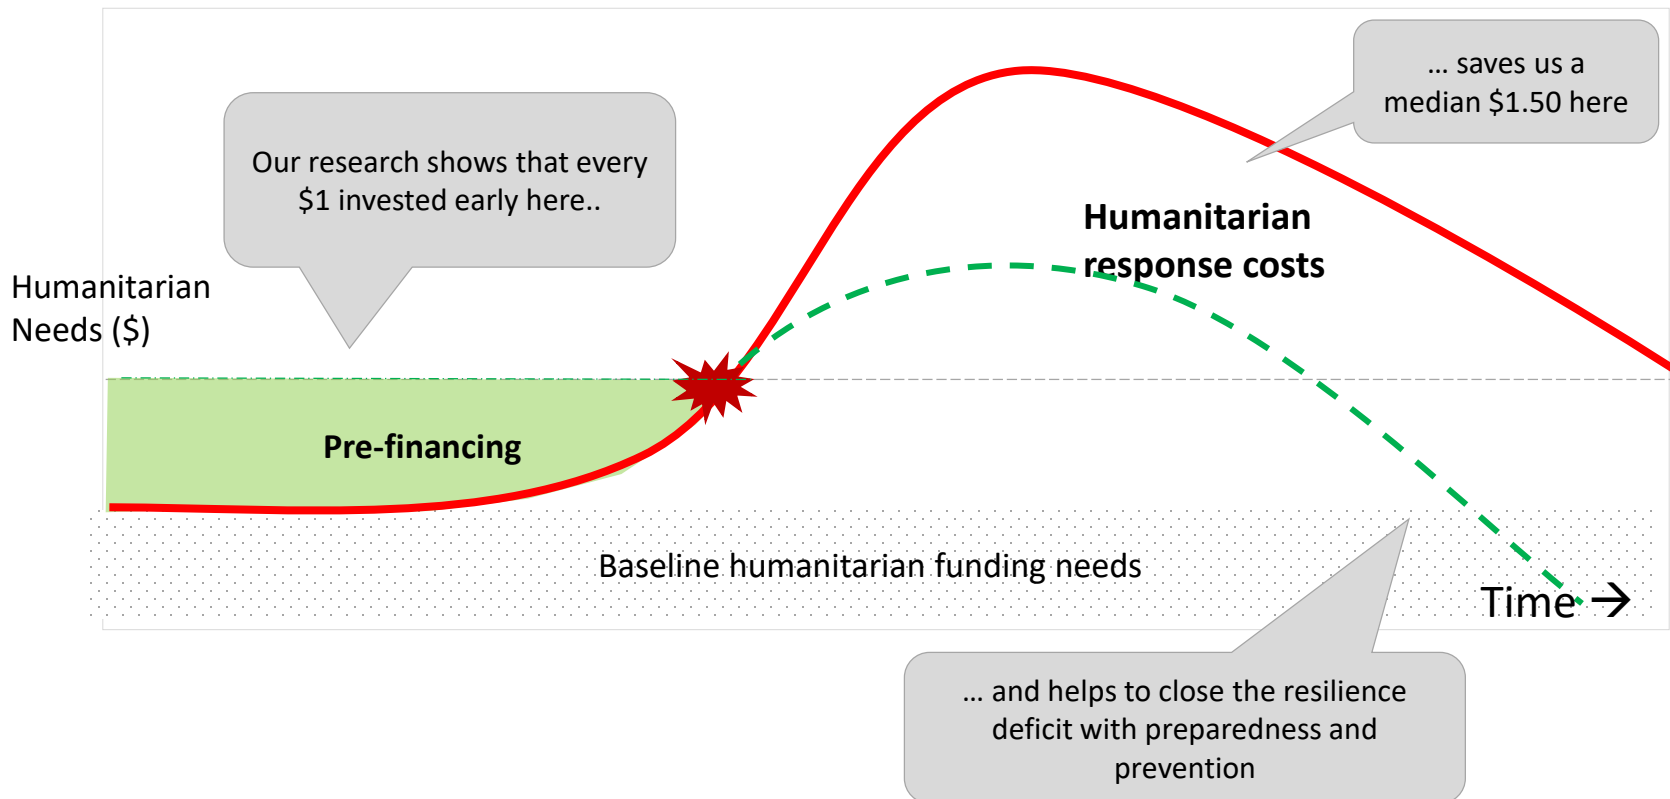 Our research shows that every
$1 invested early here..
… saves us a
median $1.50 here
Humanitarian
response costs
Humanitarian
Needs ($)
Pre-financing
Baseline humanitarian funding needs
Time →
… and helps to close the resilience
deficit with preparedness and
prevention